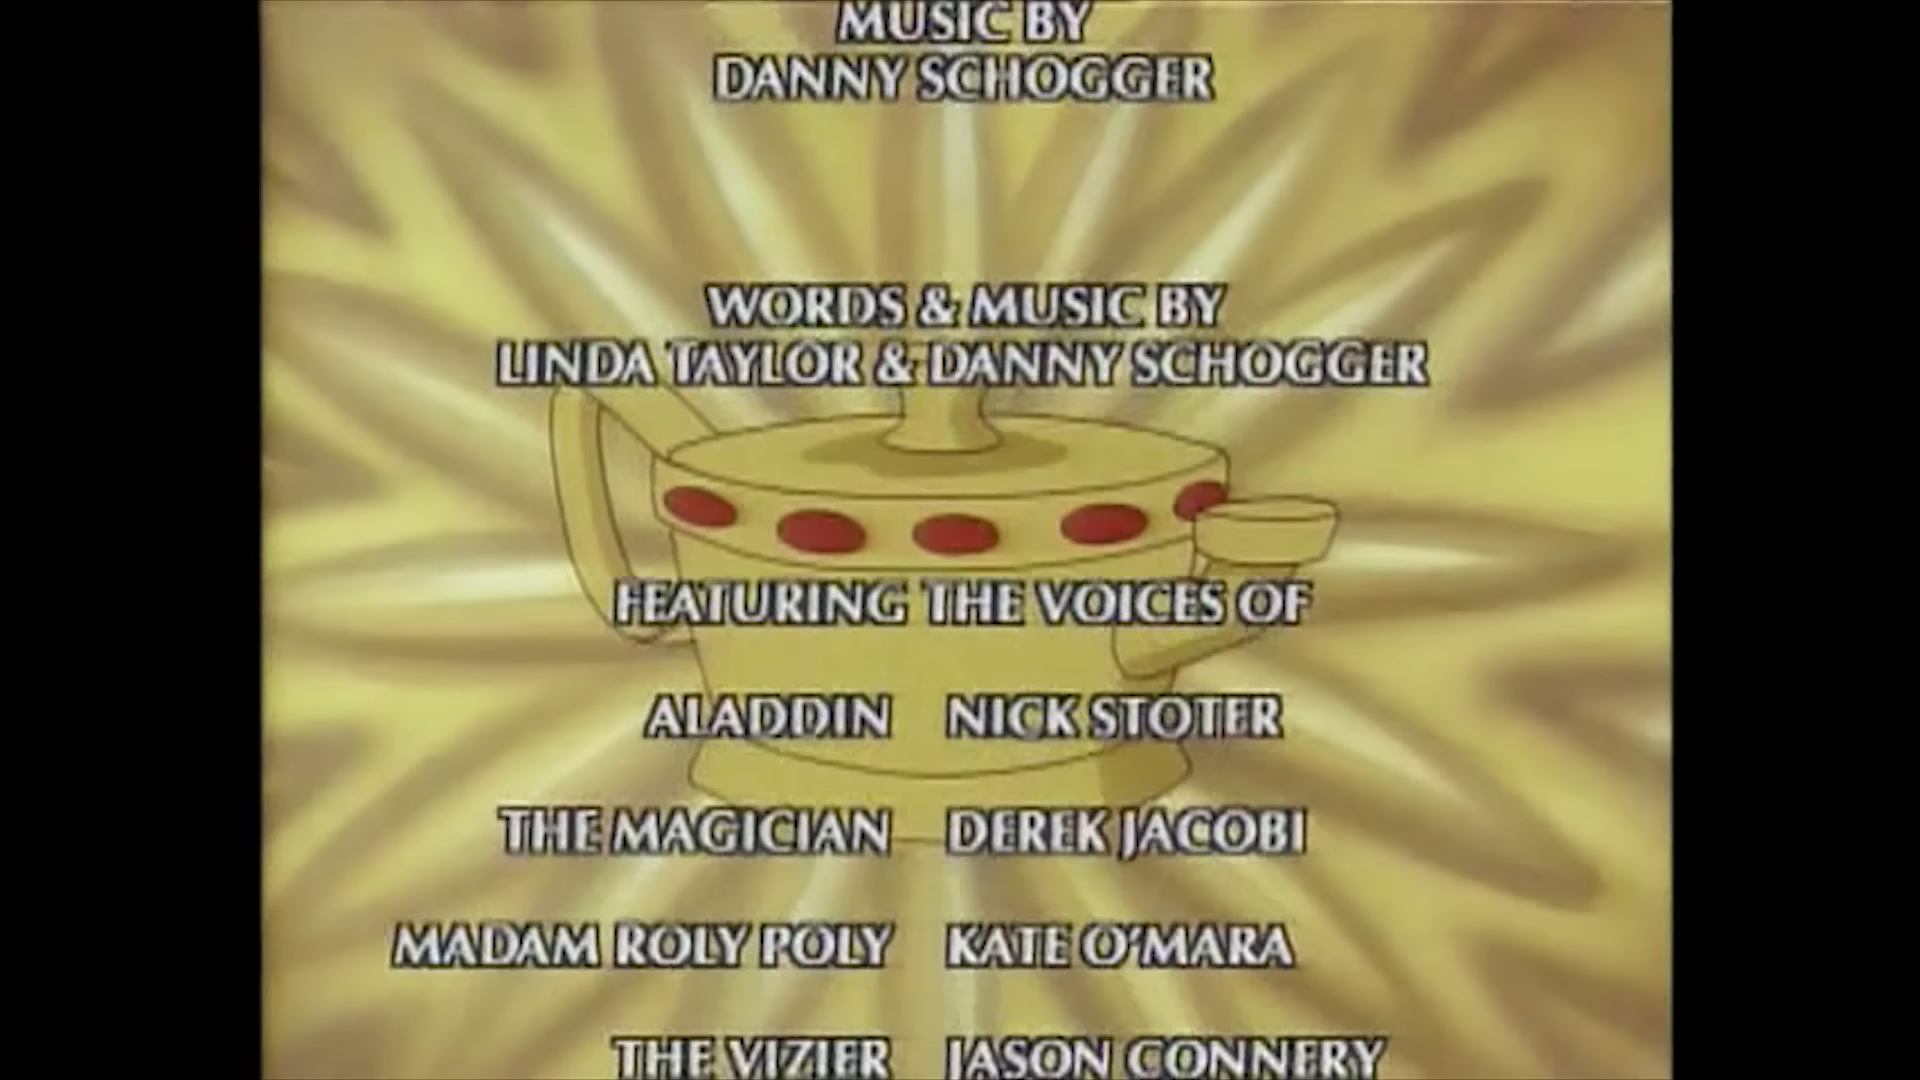 MUSIC BY
DANNY SCHOGGER
WORDS & MUSIC BY
LINDA TAYLOR & DANNY SCHOGGER
FEATURING THE VOICES OF
ALADDIN NICK STOTER
THE MAGICIAN DEREK JACOBI
MADAM ROLY POLY KATE O'MARA
THE VIZIER JASON CONNERY